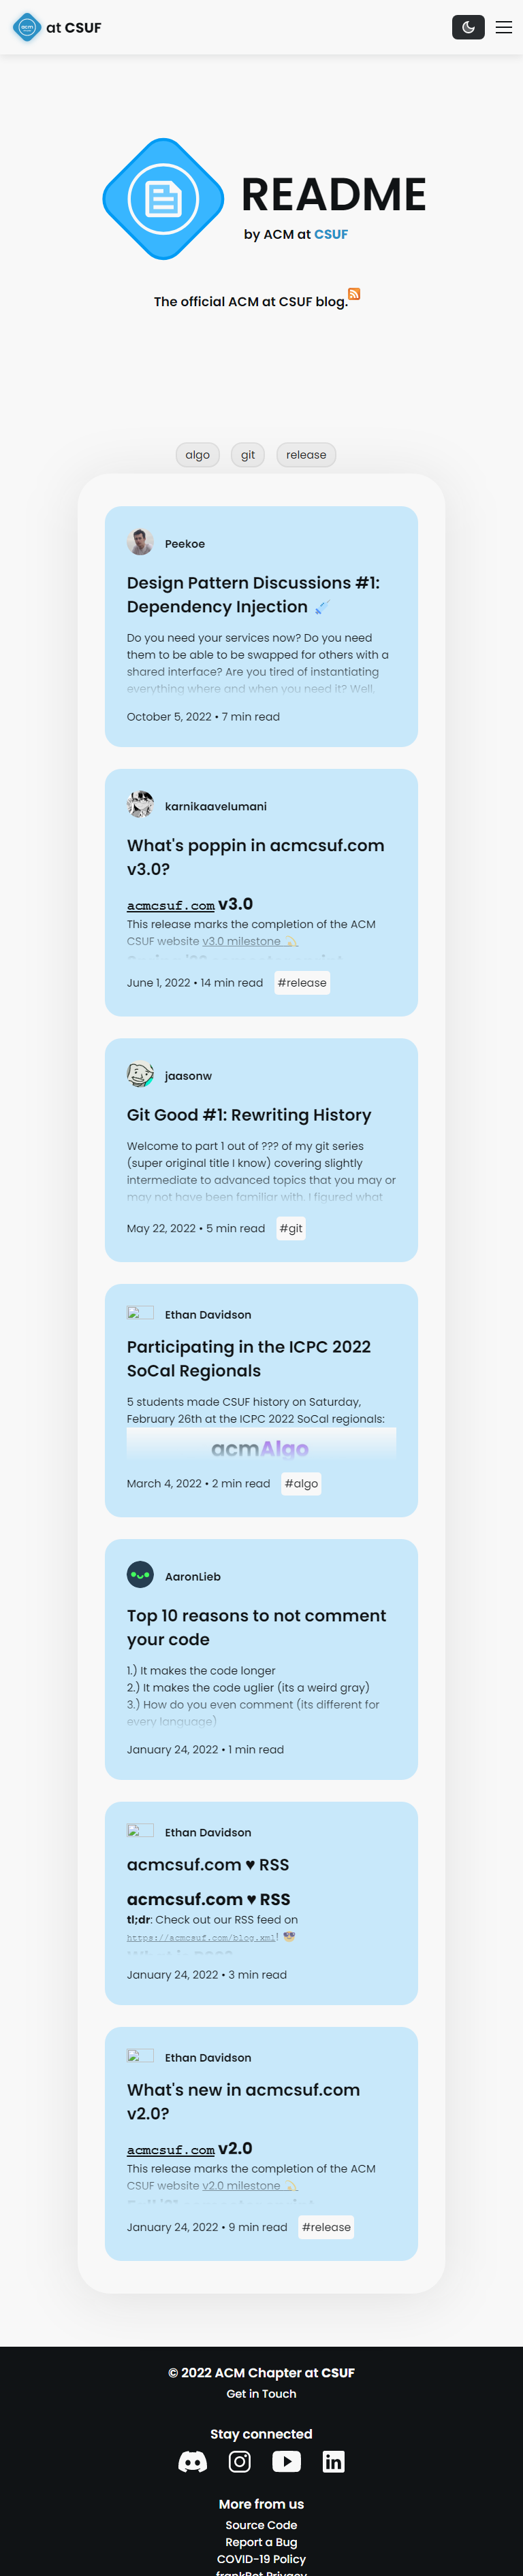 acm
at CSUF
README
by ACM at CSUF
The official ACM at CSUF blog.
algo
git
release
Peekoe
Design Pattern Discussions #1:
Dependency Injection
Do you need your services now? Do you need
them to be able to be swapped for others with a
shared interface? Are you tired of instantiating
everything where and when you need it? Well,
October 5, 2022 • 7 min read
karnikaavelumani
What's poppin in acmcsuf.com
v3.0?
acmcsuf.com v3.0
This release marks the completion of the ACM
CSUF website v3.0 milestone
June 1, 2022 • 14 min read #release
jaasonw
Git Good #1: Rewriting History
Welcome to part 1 out of ??? of my git series
(super original title I know) covering slightly
intermediate to advanced topics that you may or
may not have been familiar with. I figured what
May 22, 2022 • 5 min read #git
Ethan Davidson
Participating in the ICPC 2022
SoCal Regionals
5 students made CSUF history on Saturday,
February 26th at the ICPC 2022 SoCal regionals:
acmAlgo
March 4, 2022 • 2 min read #algo
AaronLieb
Top 10 reasons to not comment
your code
1.) It makes the code longer
2.) It makes the code uglier (its a weird gray)
3.) How do you even comment (its different for
every language)
January 24, 2022 • 1 min read
Ethan Davidson
acmcsuf.com ♥ RSS
acmcsuf.com ♥ RSS
tl;dr: Check out our RSS feed on
https://acmcsuf.com/blog.xml! 😎
January 24, 2022 • 3 min read
Ethan Davidson
What's new in acmcsuf.com
v2.0?
acmcsuf.com v2.0
This release marks the completion of the ACM
CSUF website v2.0 milestone
January 24, 2022 • 9 min read #release
© 2022 ACM Chapter at CSUF
Get in Touch
Stay connected
More from us
Source Code
Report a Bug
COVID-19 Policy
frankBot Privacy